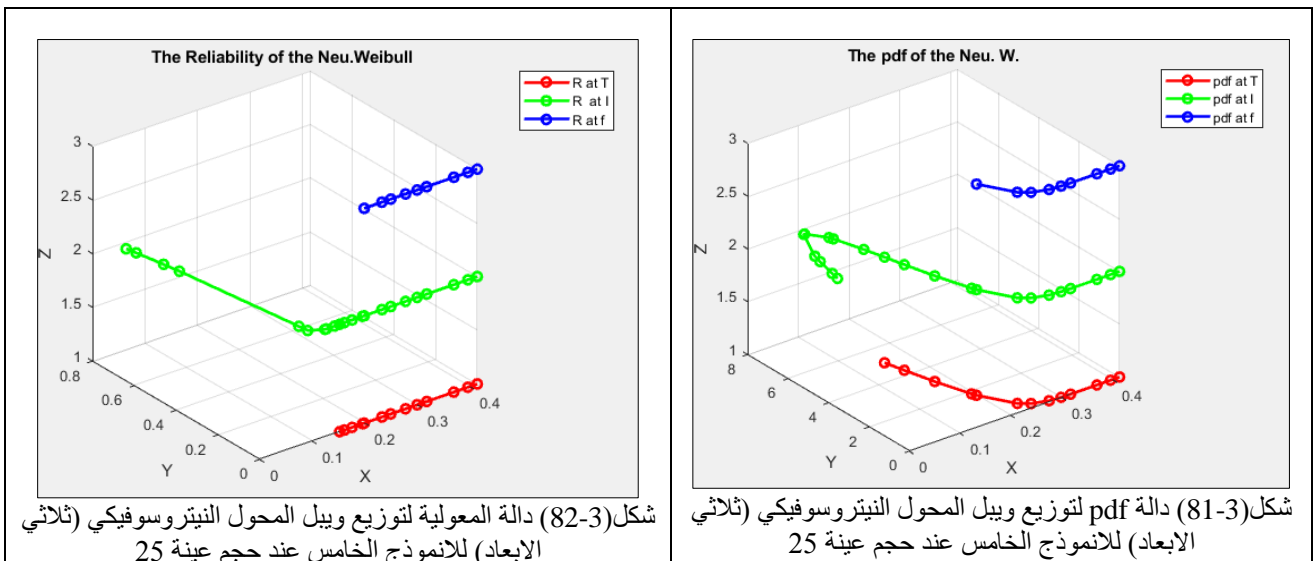 The pdf of the Neu. W.
pdf at T
pdf at I
pdf at f
3
2.5
2
1.5
1
Z
8
6
4
2
0
Y
0
0.1
0.2
0.3
0.4
X
شكل(3-81) دالة pdf لتوزيع ويبل المحول النيتروسوفيكي (ثلاثي
الابعاد) للانموذج الخامس عند حجم عينة 25
The Reliability of the Neu.Weibull
R at T
R at I
R at f
3
2.5
2
1.5
1
Z
0.8
0.6
0.4
0.2
0
Y
0
0.1
0.2
0.3
0.4
X
شكل(3-82) دالة المعولية لتوزيع ويبل المحول النيتروسوفيكي (ثلاثي
الابعاد) للانموذج الخامس عند حجم عينة 25